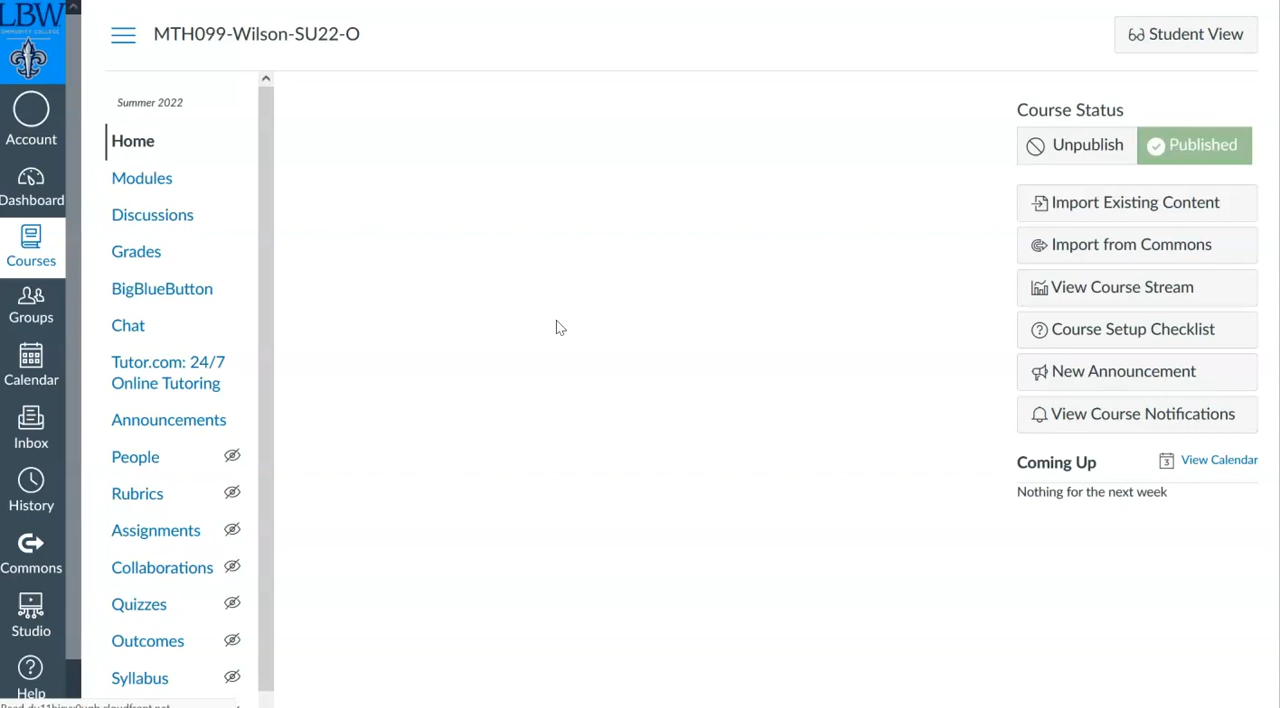 LBW
COMMUNITY COLLEGE
MTH099-Wilson-SU22-O
Student View
Account
Dashboard
Courses
Groups
Calendar
Inbox
History
Commons
Studio
Help
Summer 2022
Home
Modules
Discussions
Grades
BigBlueButton
Chat
Tutor.com: 24/7
Online Tutoring
Announcements
People
Rubrics
Assignments
Collaborations
Quizzes
Outcomes
Syllabus
Course Status
Unpublish
Published
Import Existing Content
Import from Commons
View Course Stream
Course Setup Checklist
New Announcement
View Course Notifications
Coming Up
3
View Calendar
Nothing for the next week